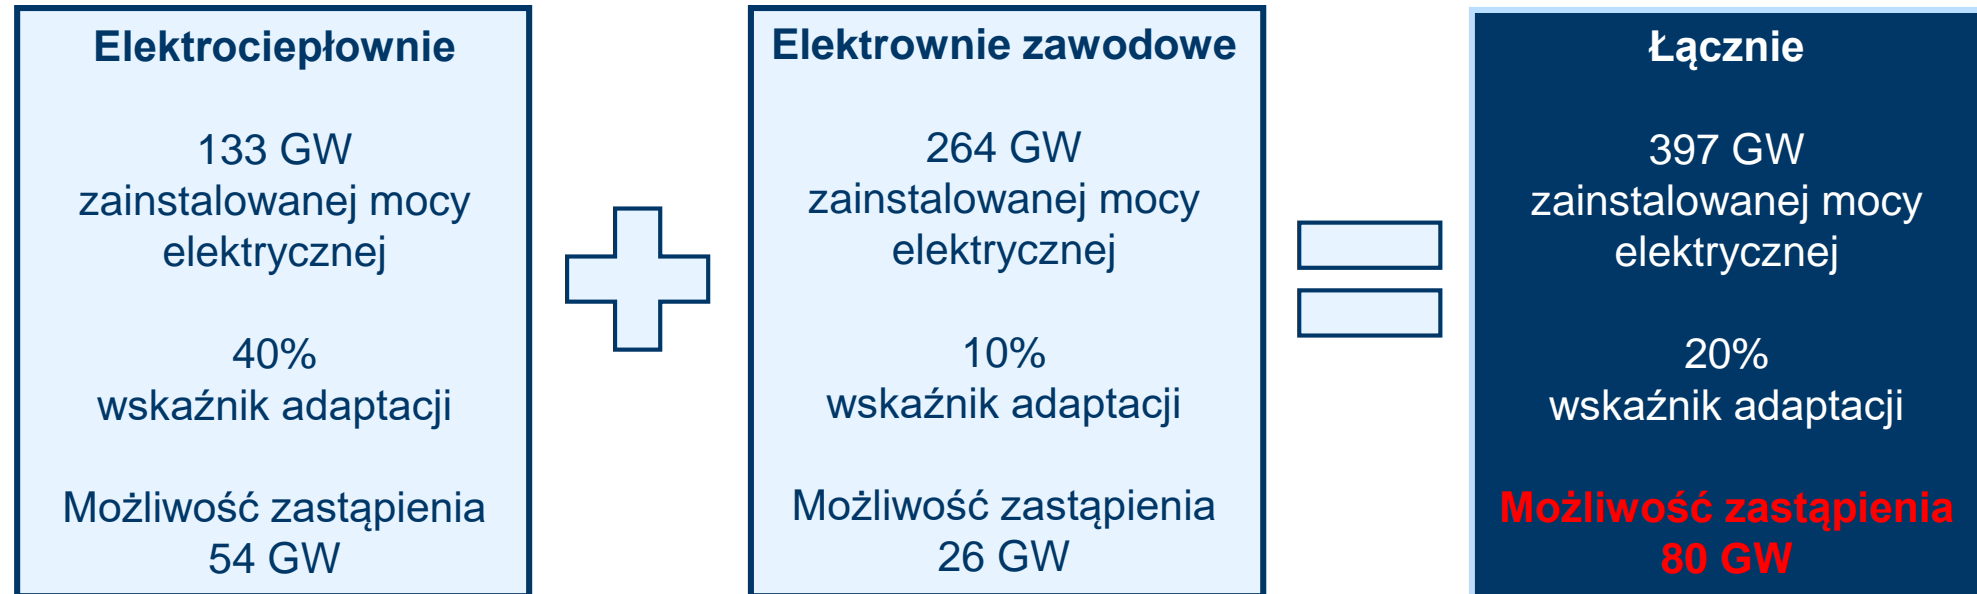 Elektrociepłownie
133 GW
zainstalowanej mocy
elektrycznej
40%
wskaźnik adaptacji
Możliwość zastąpienia
54 GW
Elektrownie zawodowe
264 GW
zainstalowanej mocy
elektrycznej
10%
wskaźnik adaptacji
Możliwość zastąpienia
26 GW
Łącznie
397 GW
zainstalowanej mocy
elektrycznej
20%
wskaźnik adaptacji
Możliwość zastąpienia
80 GW